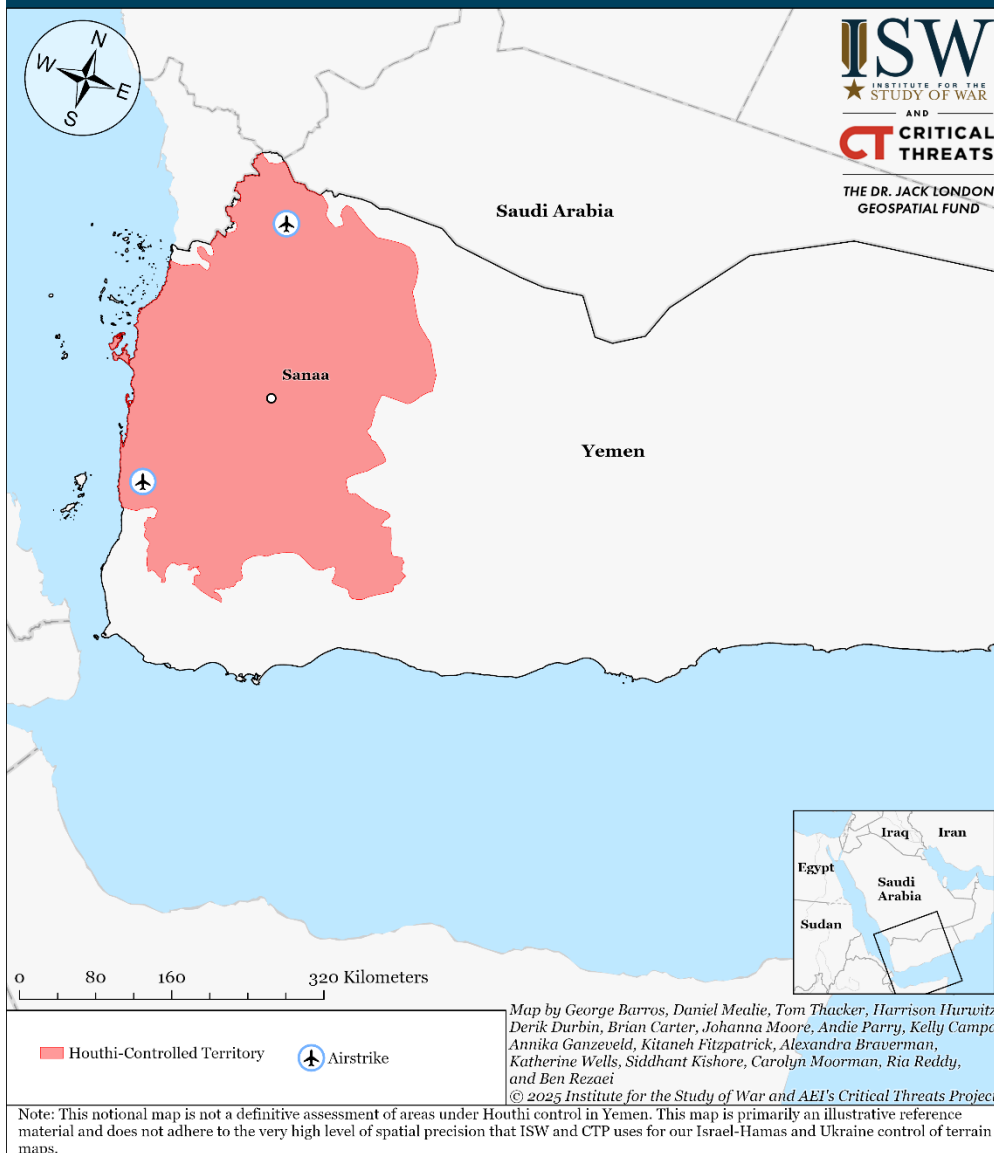 N
W
E
S
ISW
INSTITUTE FOR THE
STUDY OF WAR
AND
CT CRITICAL
THREATS
THE DR. JACK LONDON
GEOSPATIAL FUND
Saudi Arabia
Sanaa
Yemen
Iraq
Iran
Egypt
Saudi
Arabia
Sudan
0 80 160 320 Kilometers
Houthi-Controlled Territory
Airstrike
Map by George Barros, Daniel Mealie, Tom Thacker, Harrison Hurwitz
Derik Durbin, Brian Carter, Johanna Moore, Andie Parry, Kelly Campa
Annika Ganzeveld, Kitaneh Fitzpatrick, Alexandra Braverman,
Katherine Wells, Siddhant Kishore, Carolyn Moorman, Ria Reddy,
and Ben Rezaei
© 2025 Institute for the Study of War and AEI's Critical Threats Project
Note: This notional map is not a definitive assessment of areas under Houthi control in Yemen. This map is primarily an illustrative reference
material and does not adhere to the very high level of spatial precision that ISW and CTP uses for our Israel-Hamas and Ukraine control of terrain
maps.